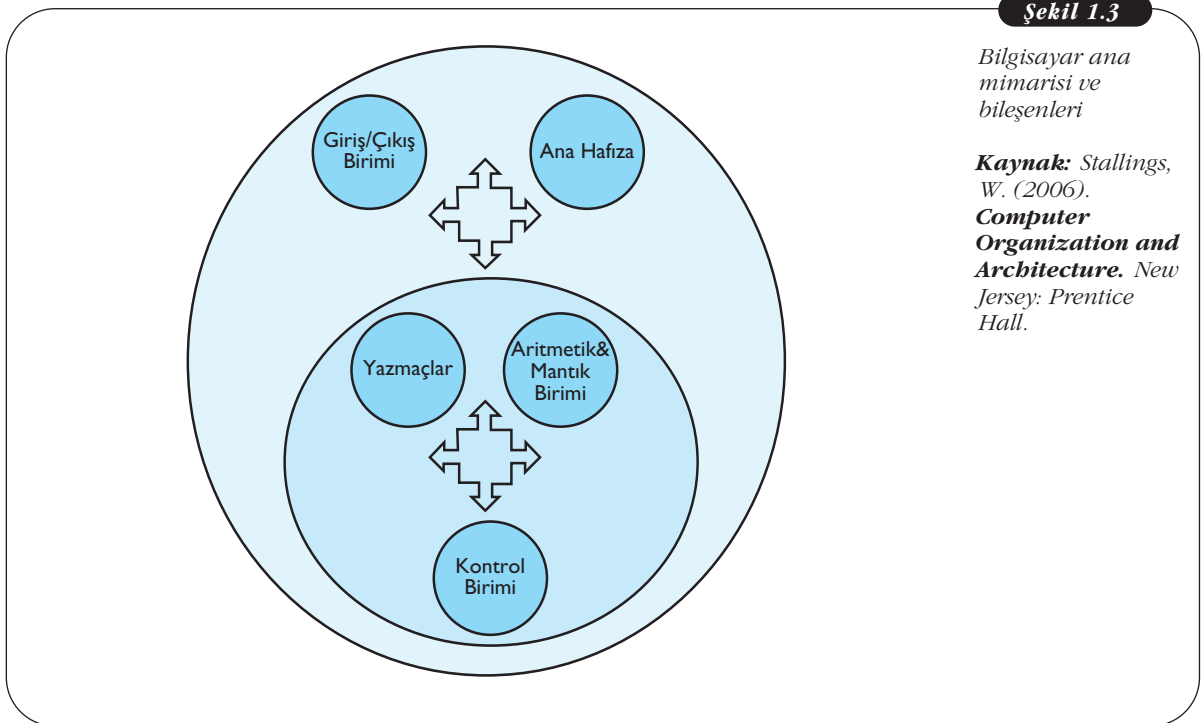 Şekil 1.3
Bilgisayar ana
mimarisi ve
bileşenleri
Kaynak: Stallings,
W. (2006).
Computer
Organization and
Architecture. New
Jersey: Prentice
Hall.
Giriş/Çıkış
Birimi
Ana Hafıza
Yazmaçlar
Aritmetik&
Mantık
Birimi
Kontrol
Birimi